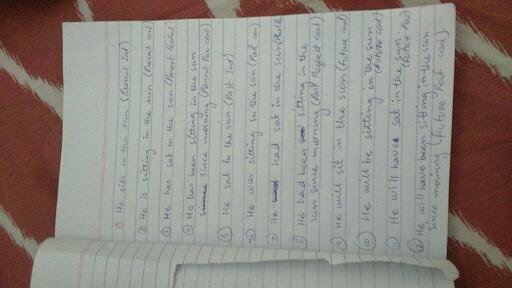 ① He sits in the sun (Present Ind)
② He is sitting in the sun (Present cont)
③ He has sat in the sun (Present Perfect)
④ He has been sitting in the sun
since morning (Present Per con)
⑤ He sat in the sun (Past Ind)
⑥ He was sitting in the sun (Past con)
⑦ He had sat in the sun (Past
⑧ He had been sitting in the
sun since morning (Past Perfect cont)
⑨ He will sit in the sun (Future ind)
⑩ He will be sitting in the sun
(Future cont)
⑪ He will have sat in the sun.
(Future Perf
⑫ He will have been sitting in the sun
since morning (Future Perf cont)